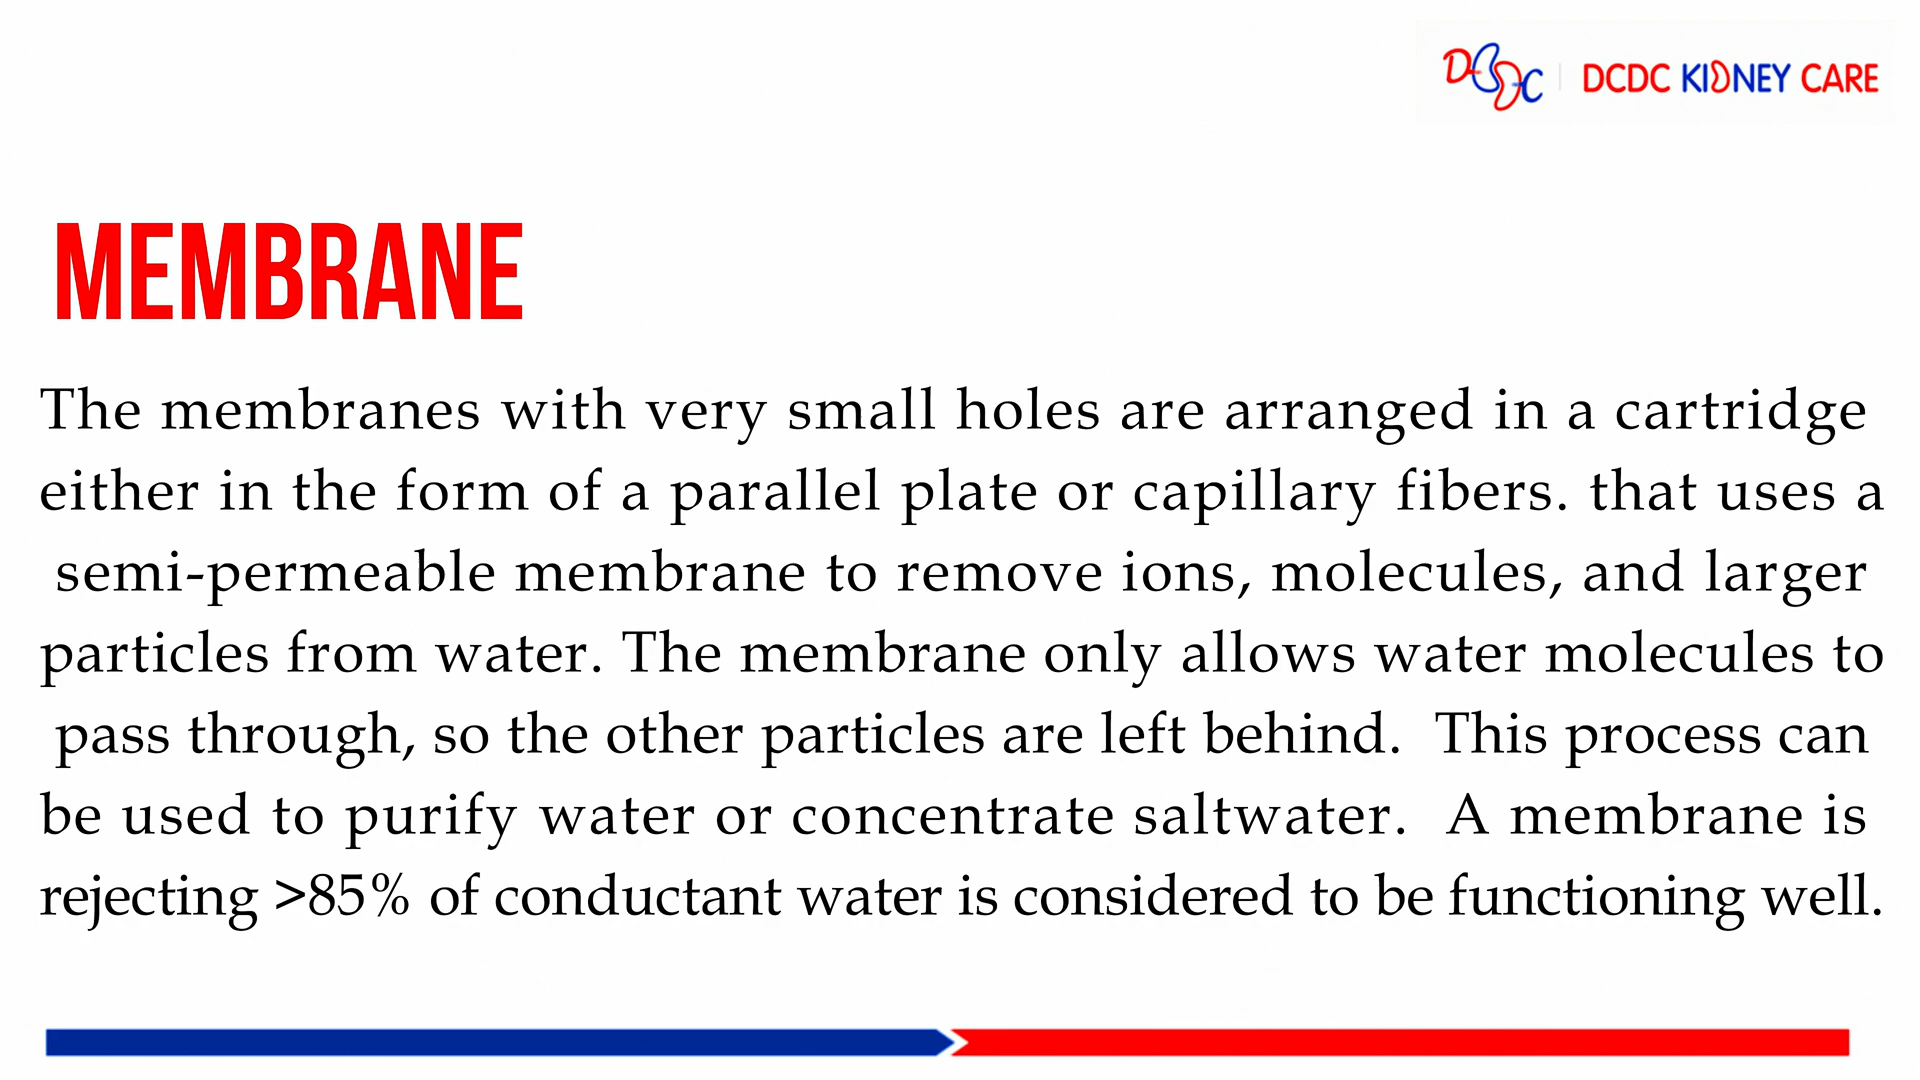 DCDC | DCDC KIDNEY CARE
MEMBRANE
The membranes with very small holes are arranged in a cartridge
either in the form of a parallel plate or capillary fibers. that uses a
semi-permeable membrane to remove ions, molecules, and larger
particles from water. The membrane only allows water molecules to
pass through, so the other particles are left behind. This process can
be used to purify water or concentrate saltwater. A membrane is
rejecting >85% of conductant water is considered to be functioning well.